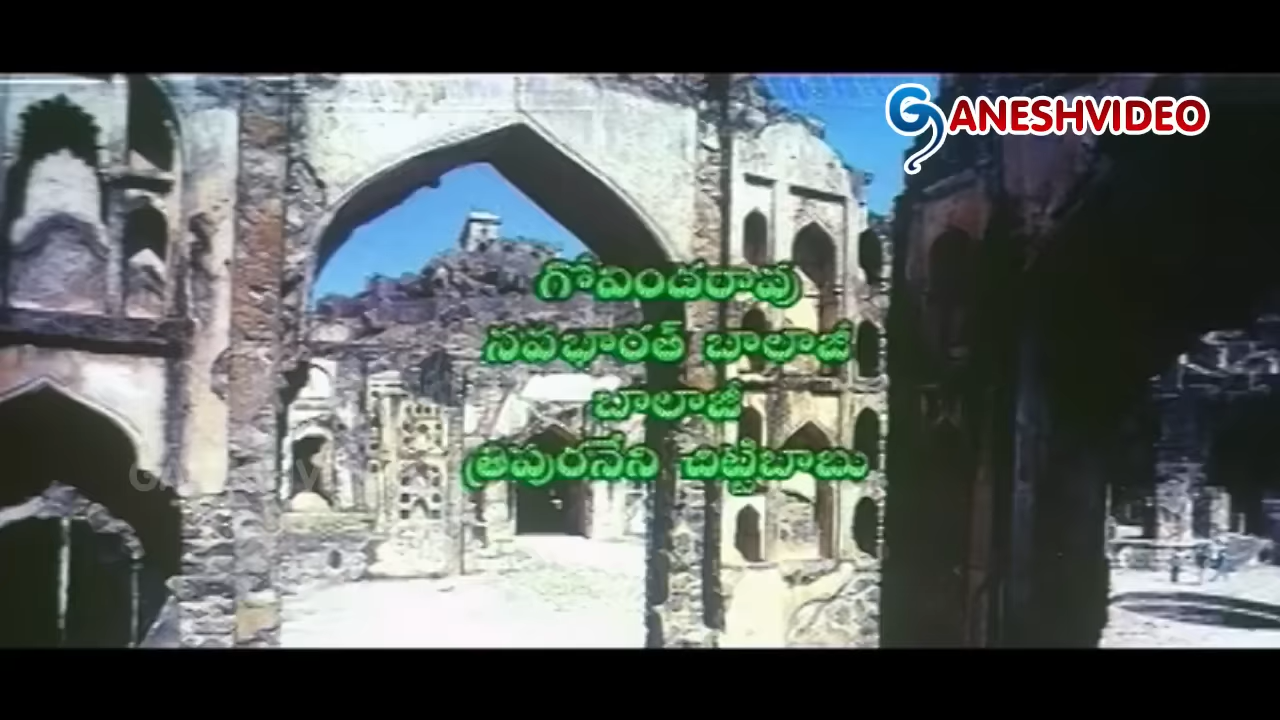 GANESHVIDEO
గోవిందరావు
నవభారత్ బాలాజీ
బాలాజీ
త్రిపురనేని చిట్టిబాబు